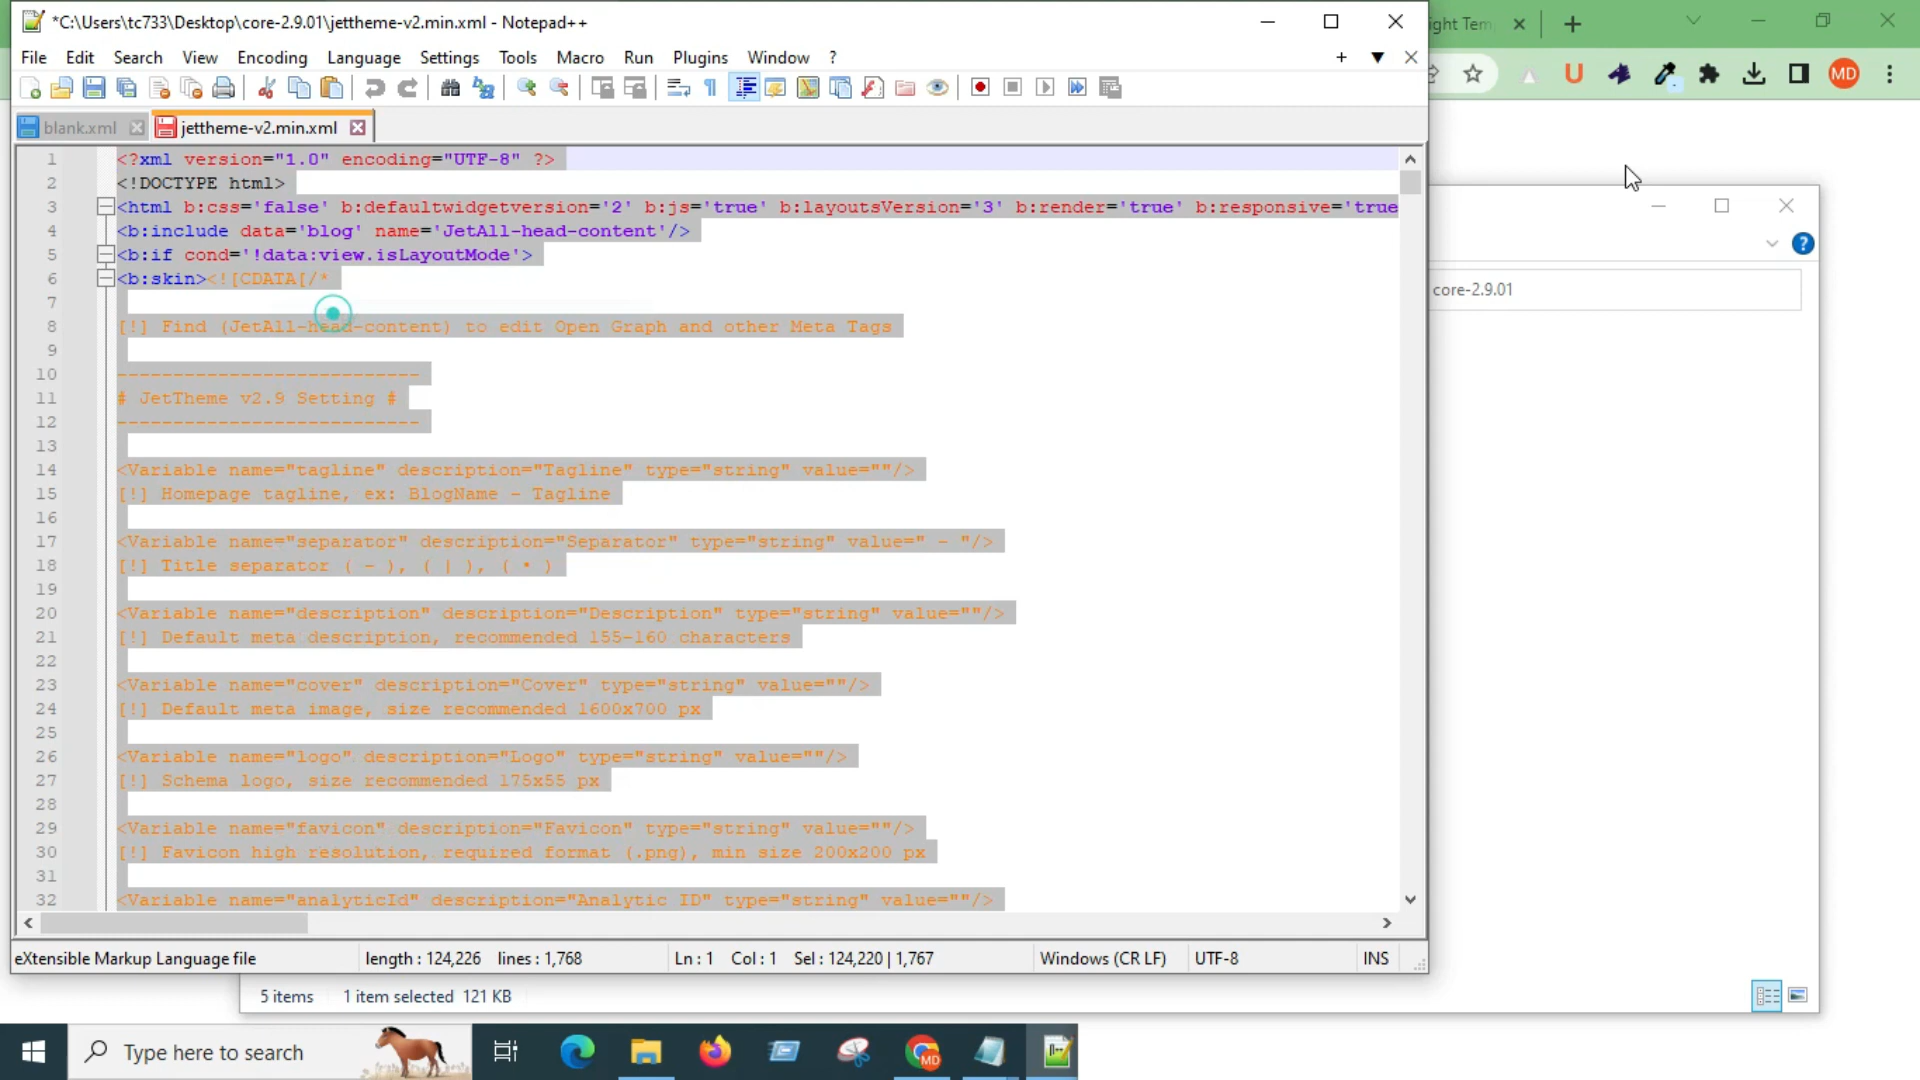 *C:\Users\tc733\Desktop\core-2.9.01\jettheme-v2.min.xml - Notepad++
ight Tem
File Edit Search View Encoding Language Settings Tools Macro Run Plugins Window ?
MD
blank.xml jettheme-v2.min.xml
1 <?xml version="1.0" encoding="UTF-8" ?>
2 <!DOCTYPE html>
3 <html b:css='false' b:defaultwidgetversion='2' b:js='true' b:layoutsVersion='3' b:render='true' b:responsive='true
4 <b:include data='blog' name='JetAll-head-content'/>
5 <b:if cond='!data:view.isLayoutMode'>
6 <b:skin><![CDATA[/*
7
8 [!] Find (JetAll-head-content) to edit Open Graph and other Meta Tags
9
10 ---------------------------
11 # JetTheme v2.9 Setting #
12 ---------------------------
13
14 <Variable name="tagline" description="Tagline" type="string" value=""/>
15 [!] Homepage tagline, ex: BlogName - Tagline
16
17 <Variable name="separator" description="Separator" type="string" value=" - "/>
18 [!] Title separator ( - ), ( | ), ( • )
19
20 <Variable name="description" description="Description" type="string" value=""/>
21 [!] Default meta description, recommended 155-160 characters
22
23 <Variable name="cover" description="Cover" type="string" value=""/>
24 [!] Default meta image, size recommended 1600x700 px
25
26 <Variable name="logo" description="Logo" type="string" value=""/>
27 [!] Schema logo, size recommended 175x55 px
28
29 <Variable name="favicon" description="Favicon" type="string" value=""/>
30 [!] Favicon high resolution, required format (.png), min size 200x200 px
31
32 <Variable name="analyticId" description="Analytic ID" type="string" value=""/>
core-2.9.01
eXtensible Markup Language file length : 124,226 lines : 1,768 Ln : 1 Col : 1 Sel : 124,220 | 1,767 Windows (CR LF) UTF-8 INS
5 items 1 item selected 121 KB
Type here to search
MD